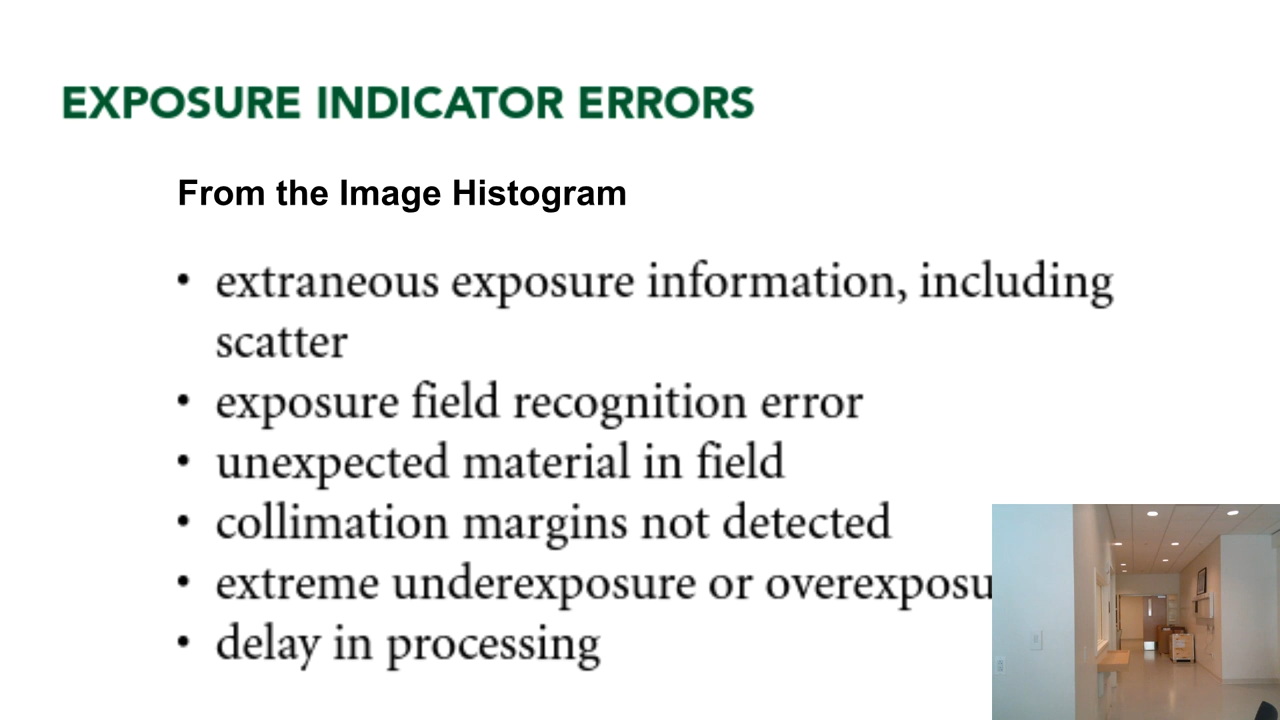 EXPOSURE INDICATOR ERRORS
From the Image Histogram
• extraneous exposure information, including
scatter
• exposure field recognition error
• unexpected material in field
• collimation margins not detected
• extreme underexposure or overexposu
• delay in processing